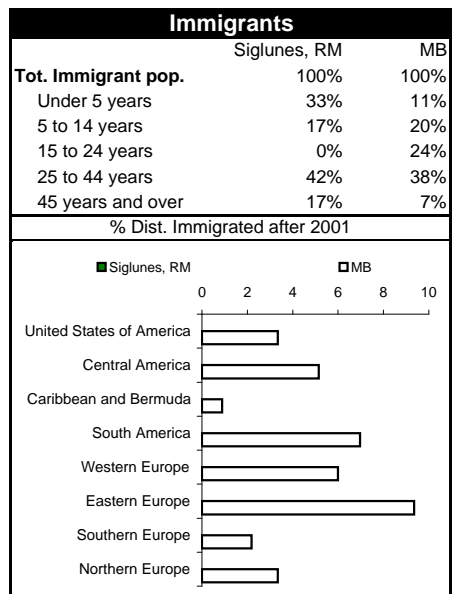 Immigrants
Siglunes, RM MB
Tot. Immigrant pop. 100% 100%
Under 5 years 33% 11%
5 to 14 years 17% 20%
15 to 24 years 0% 24%
25 to 44 years 42% 38%
45 years and over 17% 7%
% Dist. Immigrated after 2001
Siglunes, RM MB
0 2 4 6 8 10
United States of America
Central America
Caribbean and Bermuda
South America
Western Europe
Eastern Europe
Southern Europe
Northern Europe